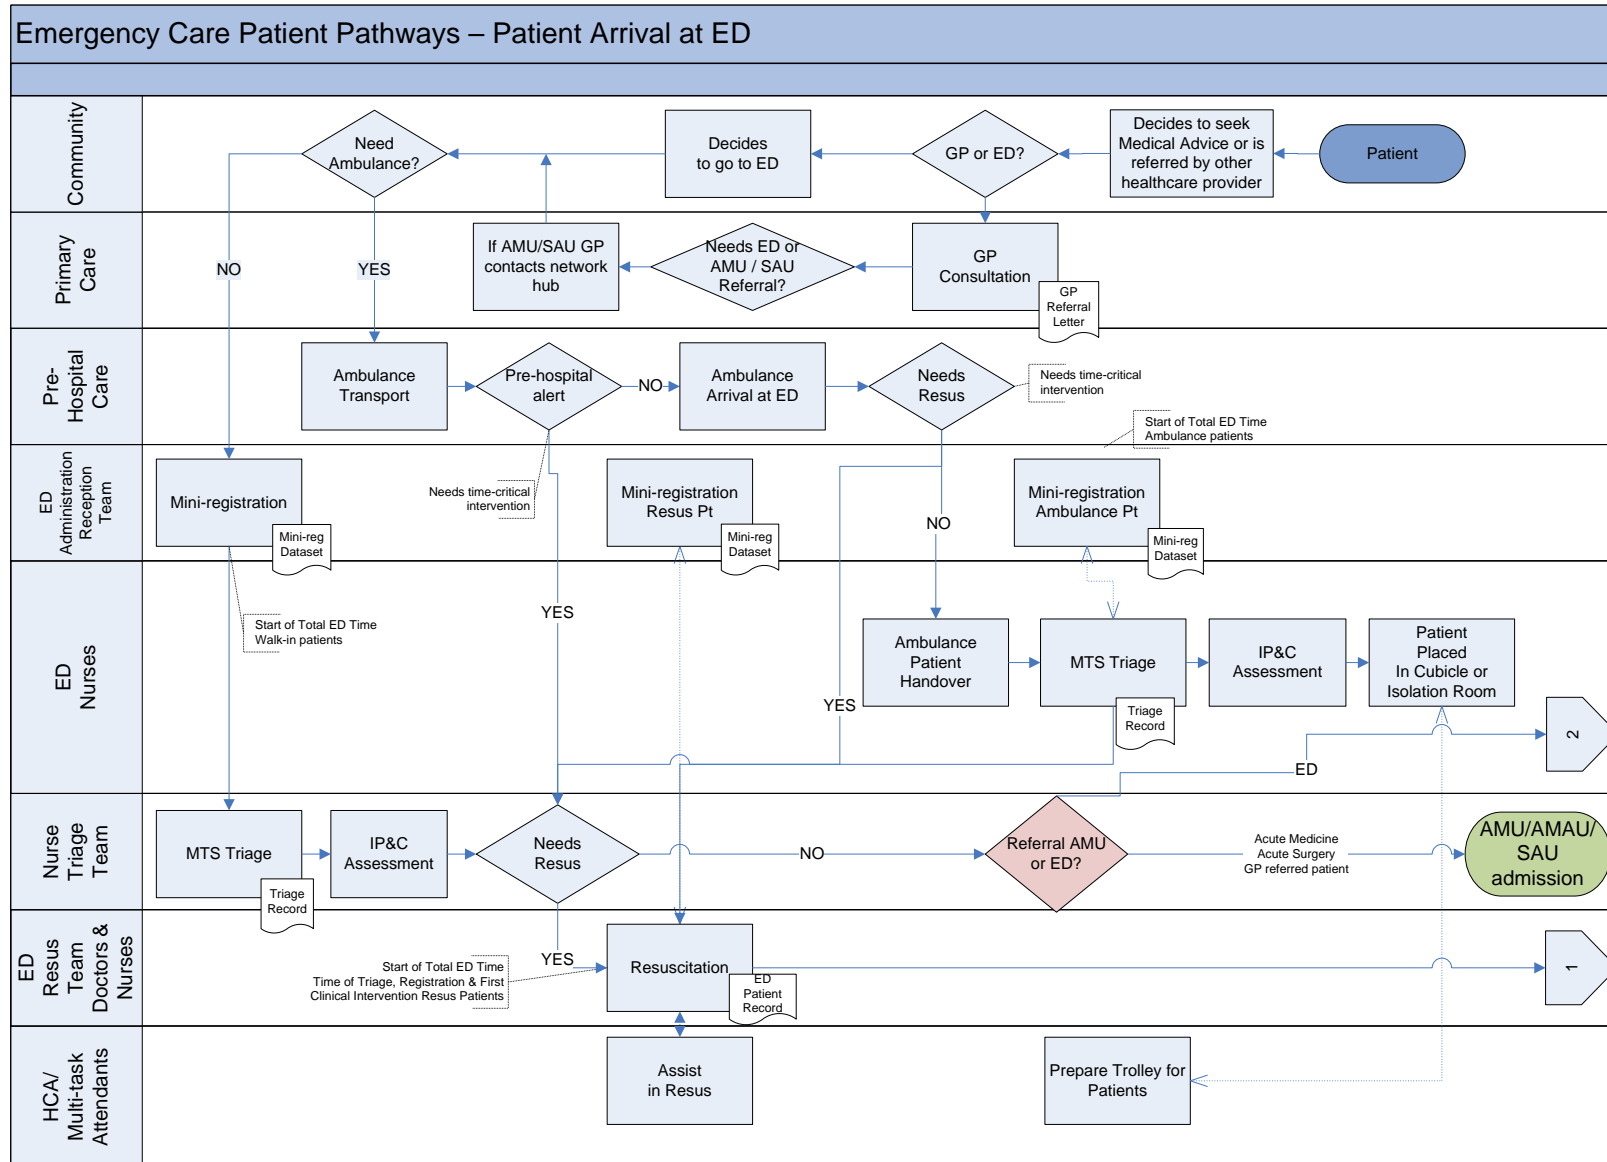 Emergency Care Patient Pathways – Patient Arrival at ED
Community
Need
Ambulance?
Decides
to go to ED
GP or ED?
Decides to seek
Medical Advice or is
referred by other
healthcare provider
Patient
Primary
Care
NO
YES
If AMU/SAU GP
contacts network
hub
Needs ED or
AMU / SAU
Referral?
GP
Consultation
GP
Referral
Letter
Pre-
Hospital
Care
Ambulance
Transport
Pre-hospital
alert
NO
Ambulance
Arrival at ED
Needs
Resus
Needs time-critical
intervention
Start of Total ED Time
Ambulance patients
ED
Administration
Reception
Team
Mini-registration
Mini-reg
Dataset
Needs time-critical
intervention
Mini-registration
Resus Pt
Mini-reg
Dataset
NO
Mini-registration
Ambulance Pt
Mini-reg
Dataset
ED
Nurses
Start of Total ED Time
Walk-in patients
YES
YES
Ambulance
Patient
Handover
MTS Triage
Triage
Record
IP&C
Assessment
Patient
Placed
In Cubicle or
Isolation Room
2
ED
Nurse
Triage
Team
MTS Triage
Triage
Record
IP&C
Assessment
Needs
Resus
NO
Referral AMU
or ED?
Acute Medicine
Acute Surgery
GP referred patient
AMU/AMAU/
SAU
admission
ED
Resus
Team
Doctors &
Nurses
YES
Start of Total ED Time
Time of Triage, Registration & First
Clinical Intervention Resus Patients
Resuscitation
ED
Patient
Record
1
HCA/
Multi-task
Attendants
Assist
in Resus
Prepare Trolley for
Patients